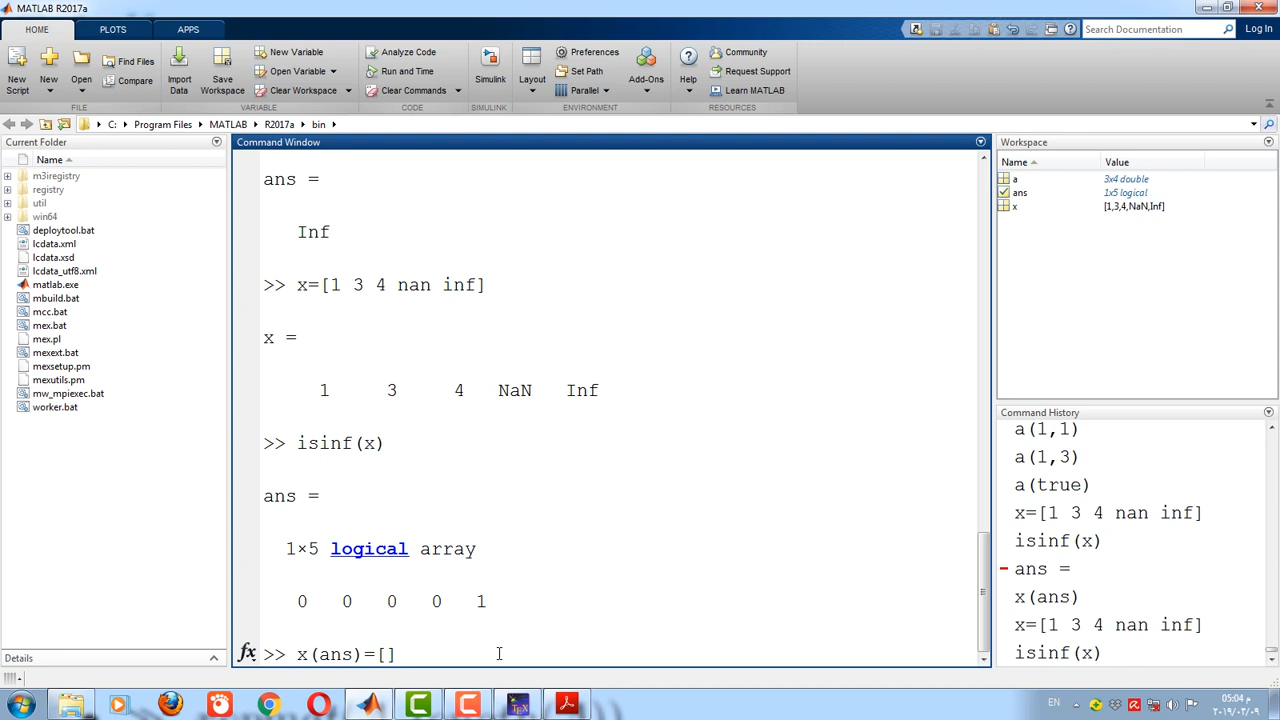 MATLAB R2017a
HOME PLOTS APPS
Search Documentation
Log In
New Script
New
Open
Find Files
Compare
Import Data
Save Workspace
New Variable
Open Variable
Clear Workspace
Analyze Code
Run and Time
Clear Commands
Simulink
Layout
Preferences
Set Path
Parallel
Add-Ons
Help
Community
Request Support
Learn MATLAB
FILE VARIABLE CODE SIMULINK ENVIRONMENT RESOURCES
C: Program Files MATLAB R2017a bin
Current Folder
Name
m3iregistry
registry
util
win64
deploytool.bat
lcdata.xml
lcdata.xsd
lcdata_utf8.xml
matlab.exe
mbuild.bat
mcc.bat
mex.bat
mex.pl
mexext.bat
mexsetup.pm
mexutils.pm
mw_mpiexec.bat
worker.bat
Details
Command Window
ans =
Inf
>> x=[1 3 4 nan inf]
x =
1 3 4 NaN Inf
>> isinf(x)
ans =
1×5 logical array
0 0 0 0 1
fx >> x(ans)=[]
Workspace
Name Value
a 3x4 double
ans 1x5 logical
x [1,3,4,NaN,Inf]
Command History
a(1,1)
a(1,3)
a(true)
x=[1 3 4 nan inf]
isinf(x)
ans =
x(ans)
x=[1 3 4 nan inf]
isinf(x)
EN
05:04 م
٢٠١٩/٠٢/٠٩